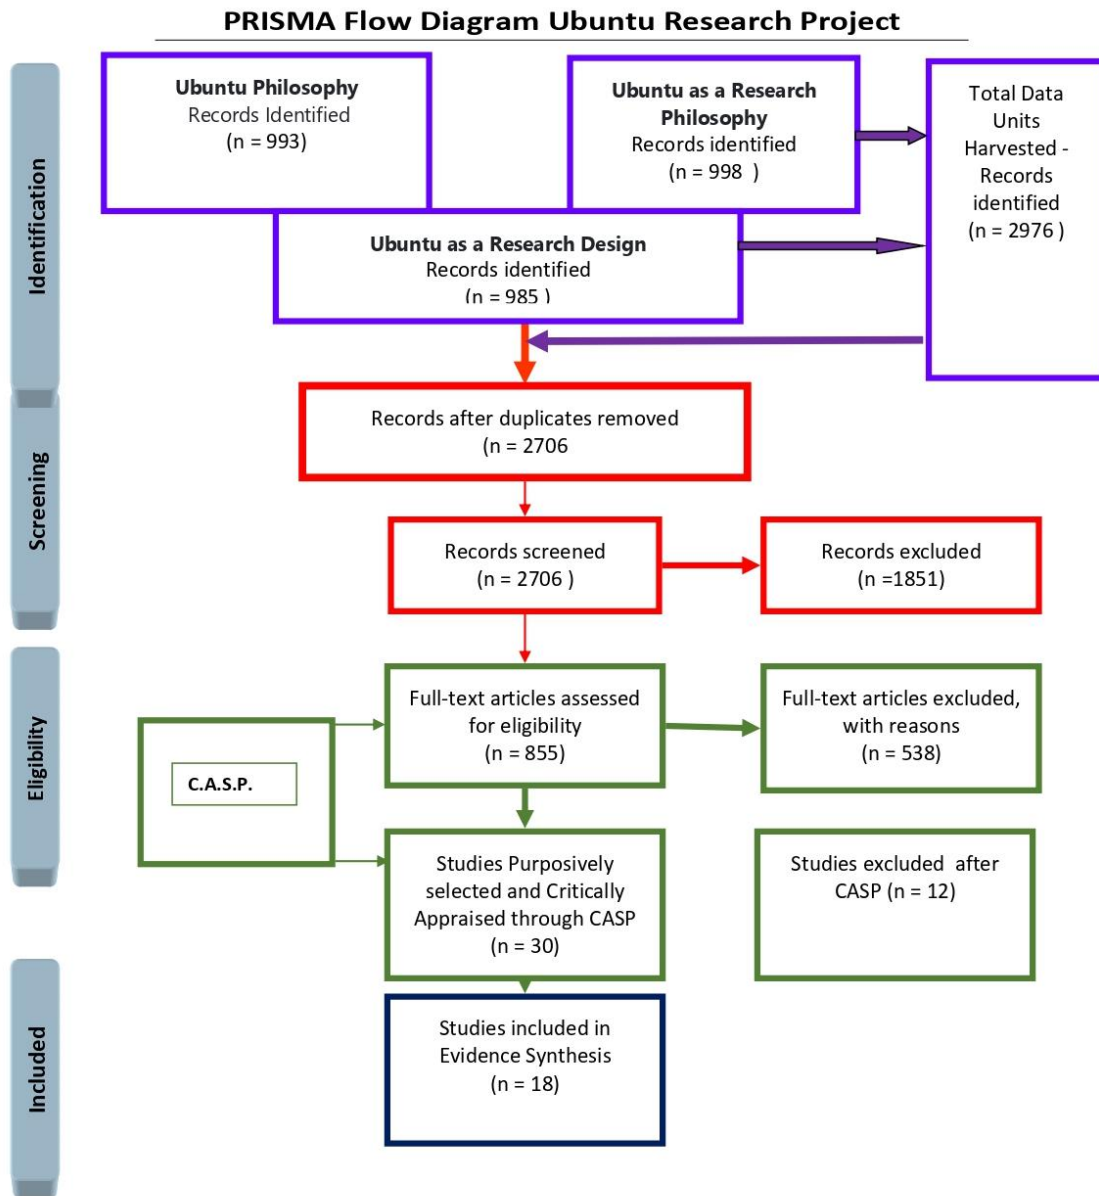 PRISMA Flow Diagram Ubuntu Research Project
Identification
Ubuntu Philosophy
Records Identified
(n = 993)
Ubuntu as a Research
Philosophy
Records identified
(n = 998  )
Total Data
Units
Harvested -
Records
identified
(n = 2976 )
Ubuntu as a Research Design
Records identified
(n = 985 )
Screening
Records after duplicates removed
(n = 2706
Records screened
(n = 2706 )
Records excluded
(n =1851)
Eligibility
Full-text articles assessed
for eligibility
(n = 855)
Full-text articles excluded,
with reasons
(n = 538)
C.A.S.P.
Studies Purposively
selected and Critically
Appraised through CASP
(n = 30)
Studies excluded  after
CASP (n = 12)
Included
Studies included in
Evidence Synthesis
(n = 18)